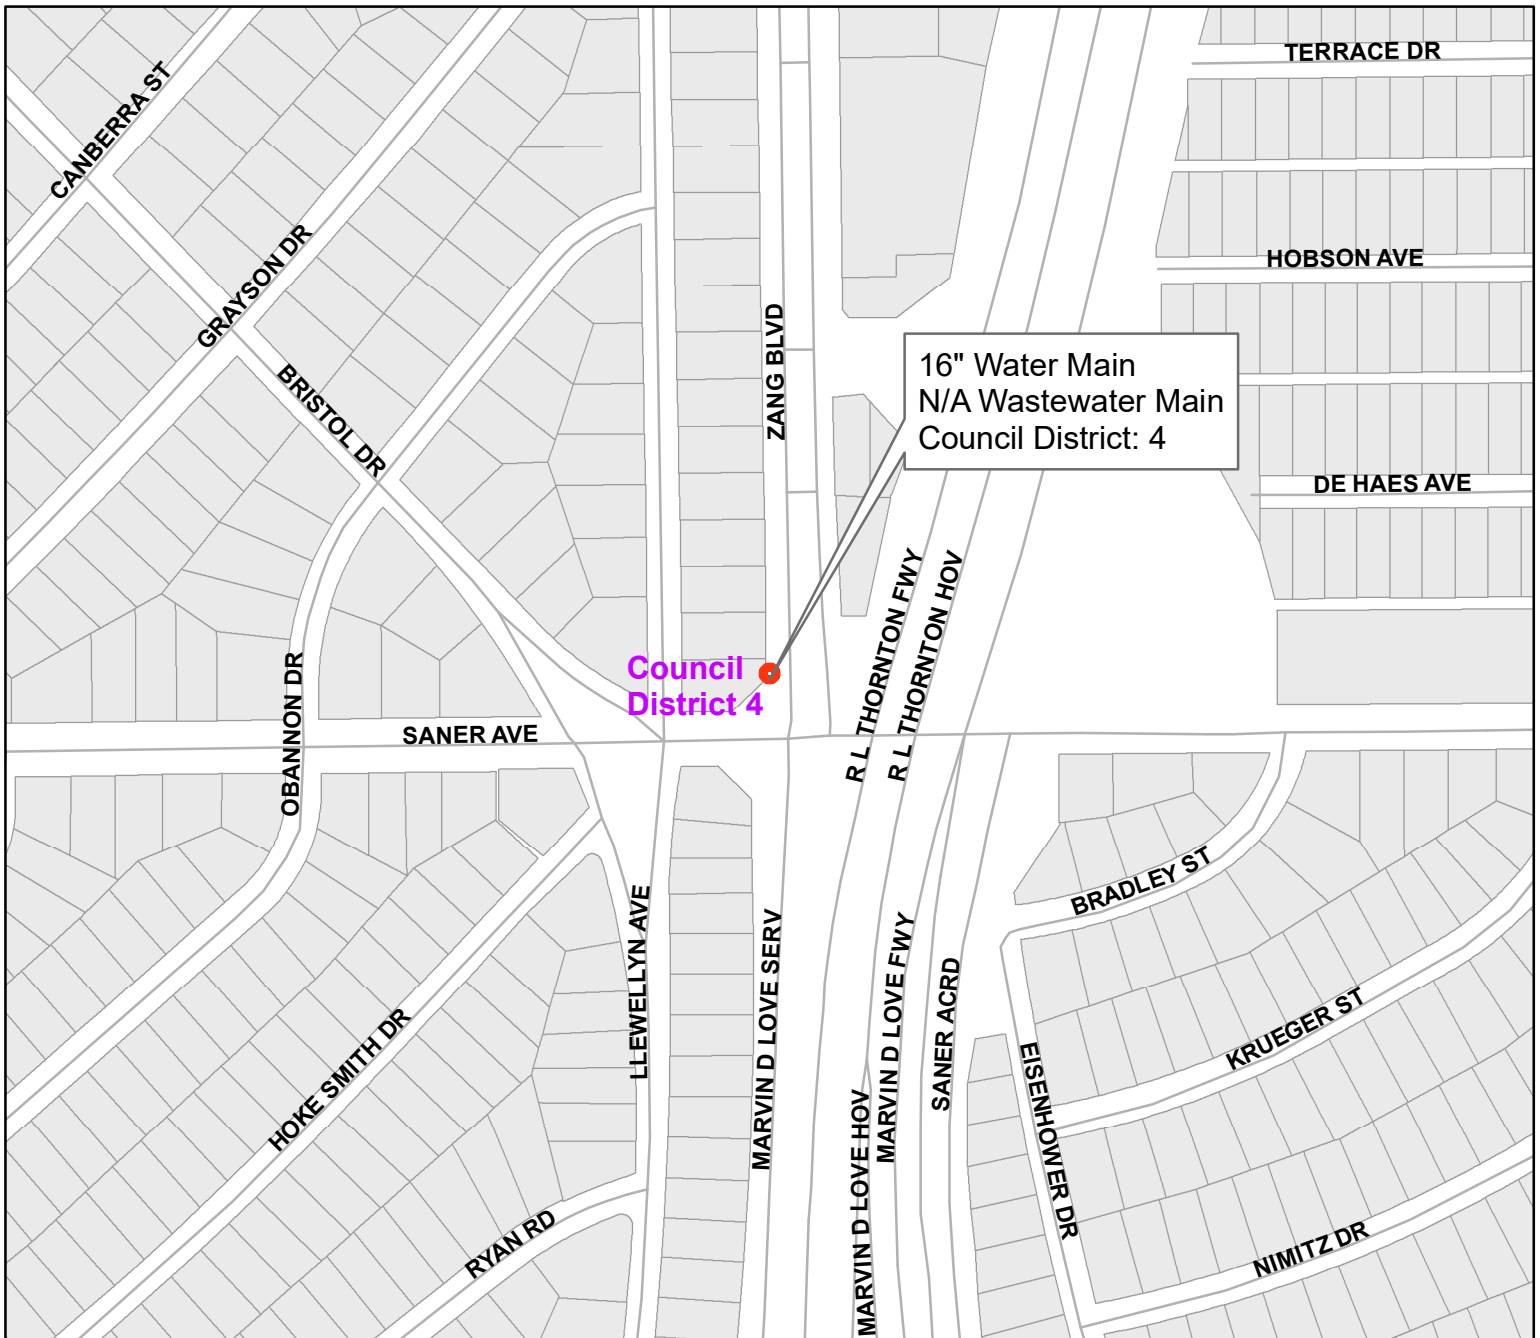 TERRACE DR
CANBERRA ST
GRAYSON DR
HOBSON AVE
ZANG BLVD
16" Water Main
N/A Wastewater Main
Council District: 4
BRISTOL DR
DE HAES AVE
R L THORNTON FWY
R L THORNTON HOV
Council
District 4
OBANNON DR
SANER AVE
BRADLEY ST
LLEWELLYN AVE
MARVIN D LOVE SERV
MARVIN D LOVE FWY
SANER ACRD
KRUEGER ST
HOKE SMITH DR
EISENHOWER DR
MARVIN D LOVE HOV
RYAN RD
NIMITZ DR